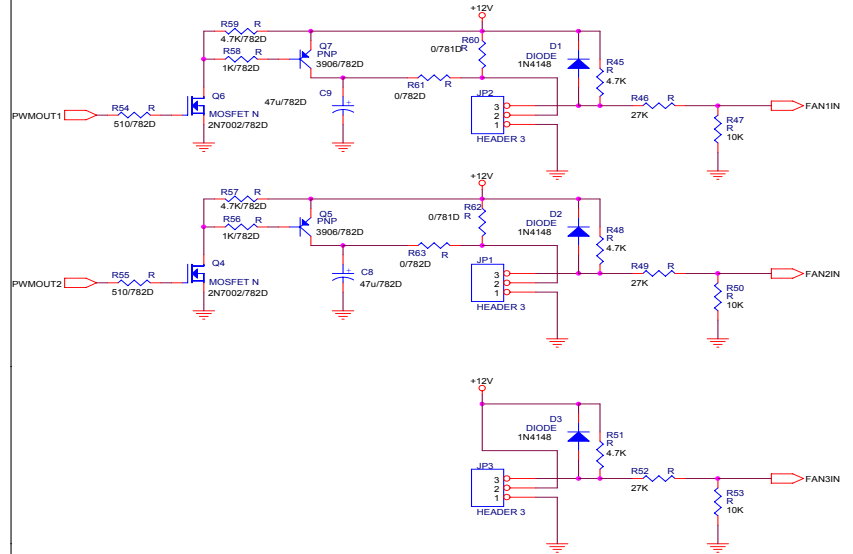 +12V
R59
4.7K/782D
R58 R
1K/782D
Q7
PNP
3906/782D
R60
R
0/781D
D1
DIODE
1N4148
R45
R
4.7K
Q6
MOSFET N
2N7002/782D
PWMOUT1
R54 R
510/782D
C9
47u/782D
R61 R
0/782D
JP2
3
2
1
HEADER 3
R46 R
27K
FAN1IN
R47
R
10K
+12V
R57 R
4.7K/782D
R56 R
1K/782D
Q5
PNP
3906/782D
R62
R
0/781D
D2
DIODE
1N4148
R48
R
4.7K
Q4
MOSFET N
2N7002/782D
PWMOUT2
R55 R
510/782D
C8
47u/782D
R63 R
0/782D
JP1
3
2
1
HEADER 3
R49 R
27K
FAN2IN
R50
R
10K
+12V
D3
DIODE
1N4148
R51
R
4.7K
JP3
3
2
1
HEADER 3
R52 R
27K
FAN3IN
R53
R
10K